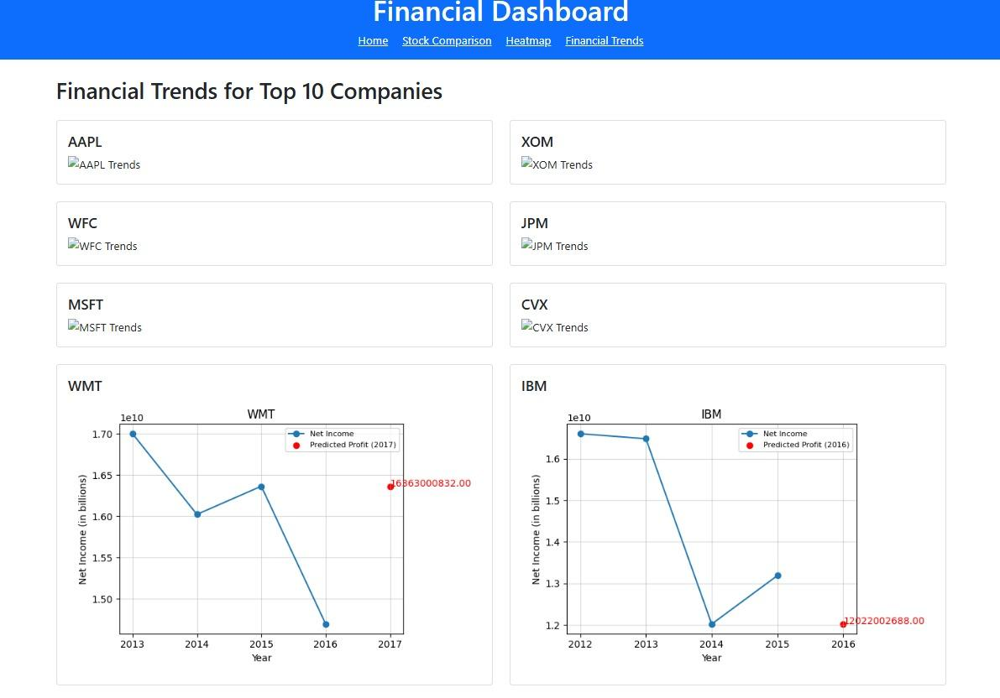 Financial Dashboard
Home Stock Comparison Heatmap Financial Trends
Financial Trends for Top 10 Companies
AAPL
AAPL Trends
XOM
XOM Trends
WFC
WFC Trends
JPM
JPM Trends
MSFT
MSFT Trends
CVX
CVX Trends
WMT
WMT
1e10
Net Income
Predicted Profit (2017)
1.70
1.65
1.60
1.55
1.50
16363000832.00
Net Income (in billions)
2013 2014 2015 2016 2017
Year
IBM
IBM
1e10
Net Income
Predicted Profit (2016)
1.6
1.5
1.4
1.3
1.2
12022002688.00
Net Income (in billions)
2012 2013 2014 2015 2016
Year